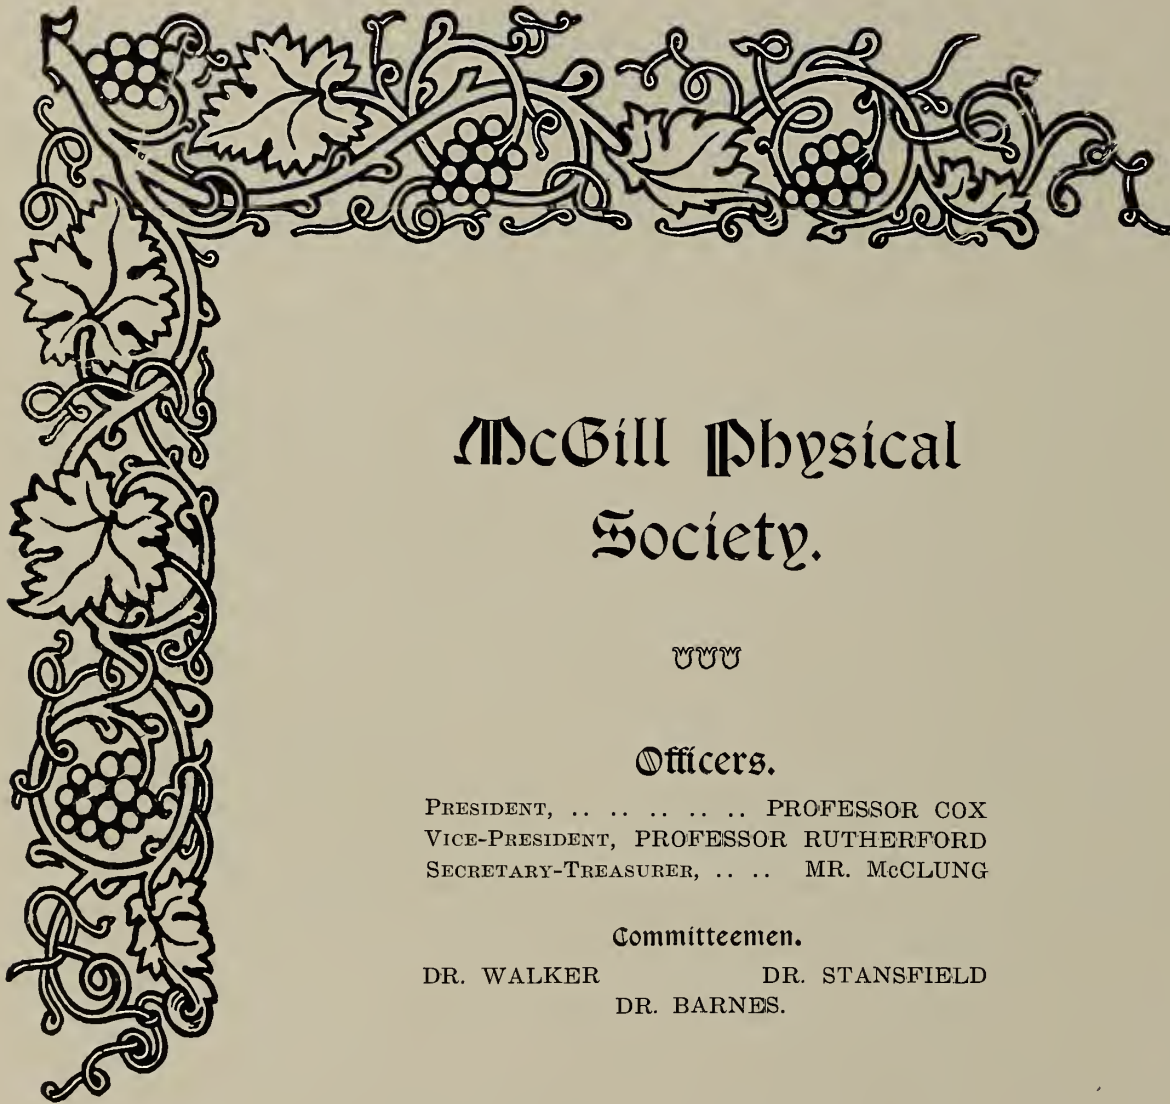 McGill Physical
Society.
Officers.
PRESIDENT, .. .. .. .. .. PROFESSOR COX
VICE-PRESIDENT, PROFESSOR RUTHERFORD
SECRETARY-TREASURER, .. .. MR. McCLUNG
Committeemen.
DR. WALKER DR. STANSFIELD
DR. BARNES.